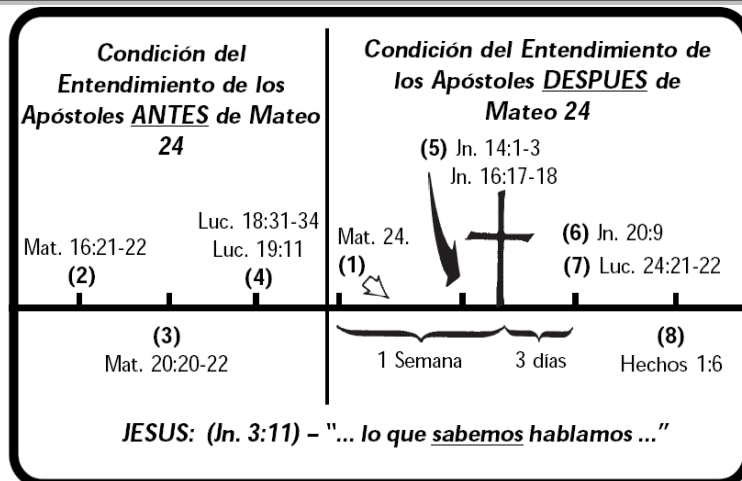 Condición del
Entendimiento de los
Apóstoles ANTES de Mateo
24
Mat. 16:21-22
(2)
Luc. 18:31-34
Luc. 19:11
(4)
(3)
Mat. 20:20-22
Condición del Entendimiento de
los Apóstoles DESPUES de
Mateo 24
(5) Jn. 14:1-3
Jn. 16:17-18
Mat. 24.
(1)
(6) Jn. 20:9
(7) Luc. 24:21-22
1 Semana
3 días
(8)
Hechos 1:6
JESUS: (Jn. 3:11) – "... lo que sabemos hablamos ..."